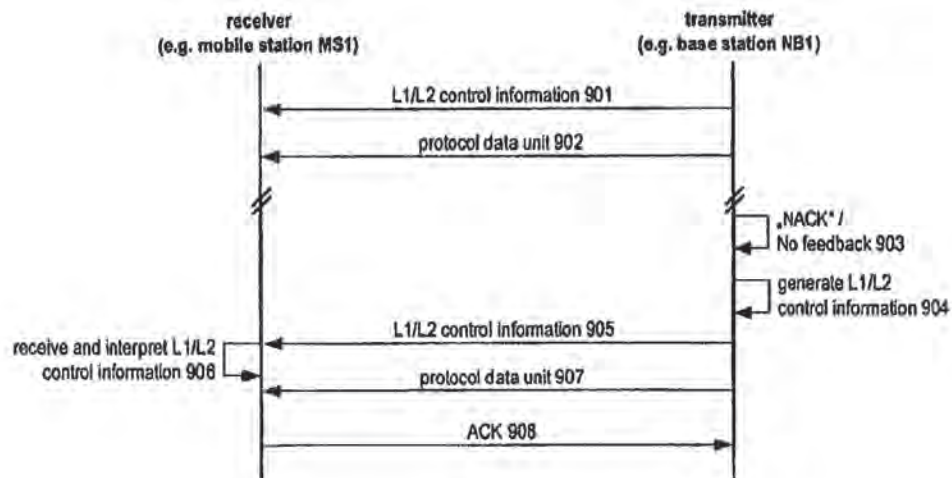 receiver
(e.g. mobile station MS1)
transmitter
(e.g. base station NB1)
L1/L2 control information 901
protocol data unit 902
„NACK“ /
No feedback 903
generate L1/L2
control information 904
L1/L2 control information 905
receive and interpret L1/L2
control information 906
protocol data unit 907
ACK 908